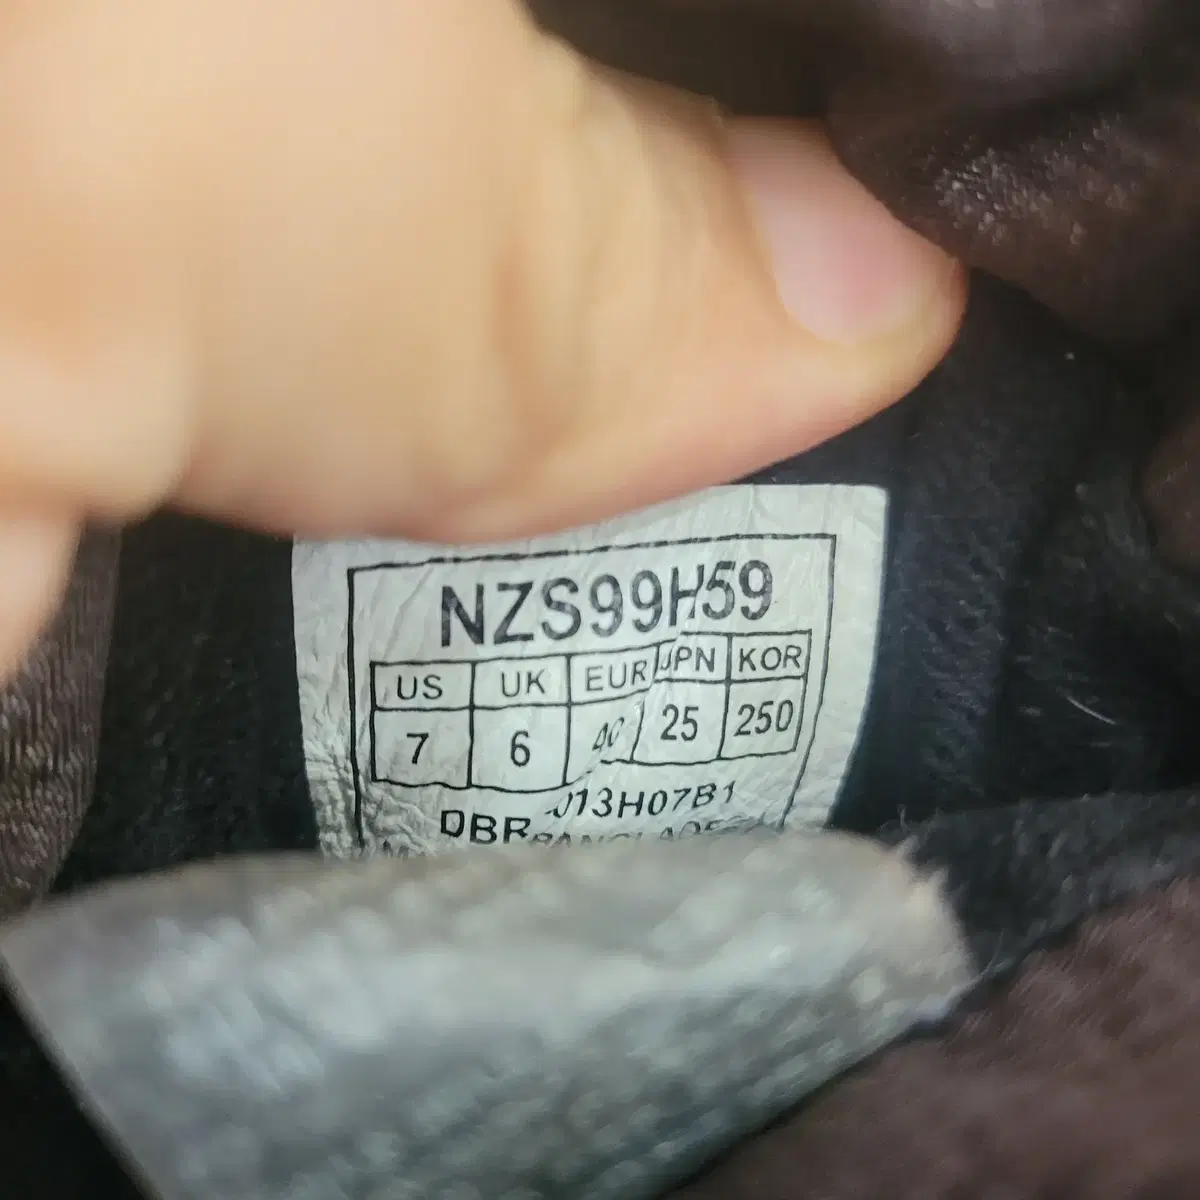 NZS99H59
US UK EUR JPN KOR
7 6 40 25 250
DBR 013H07B1